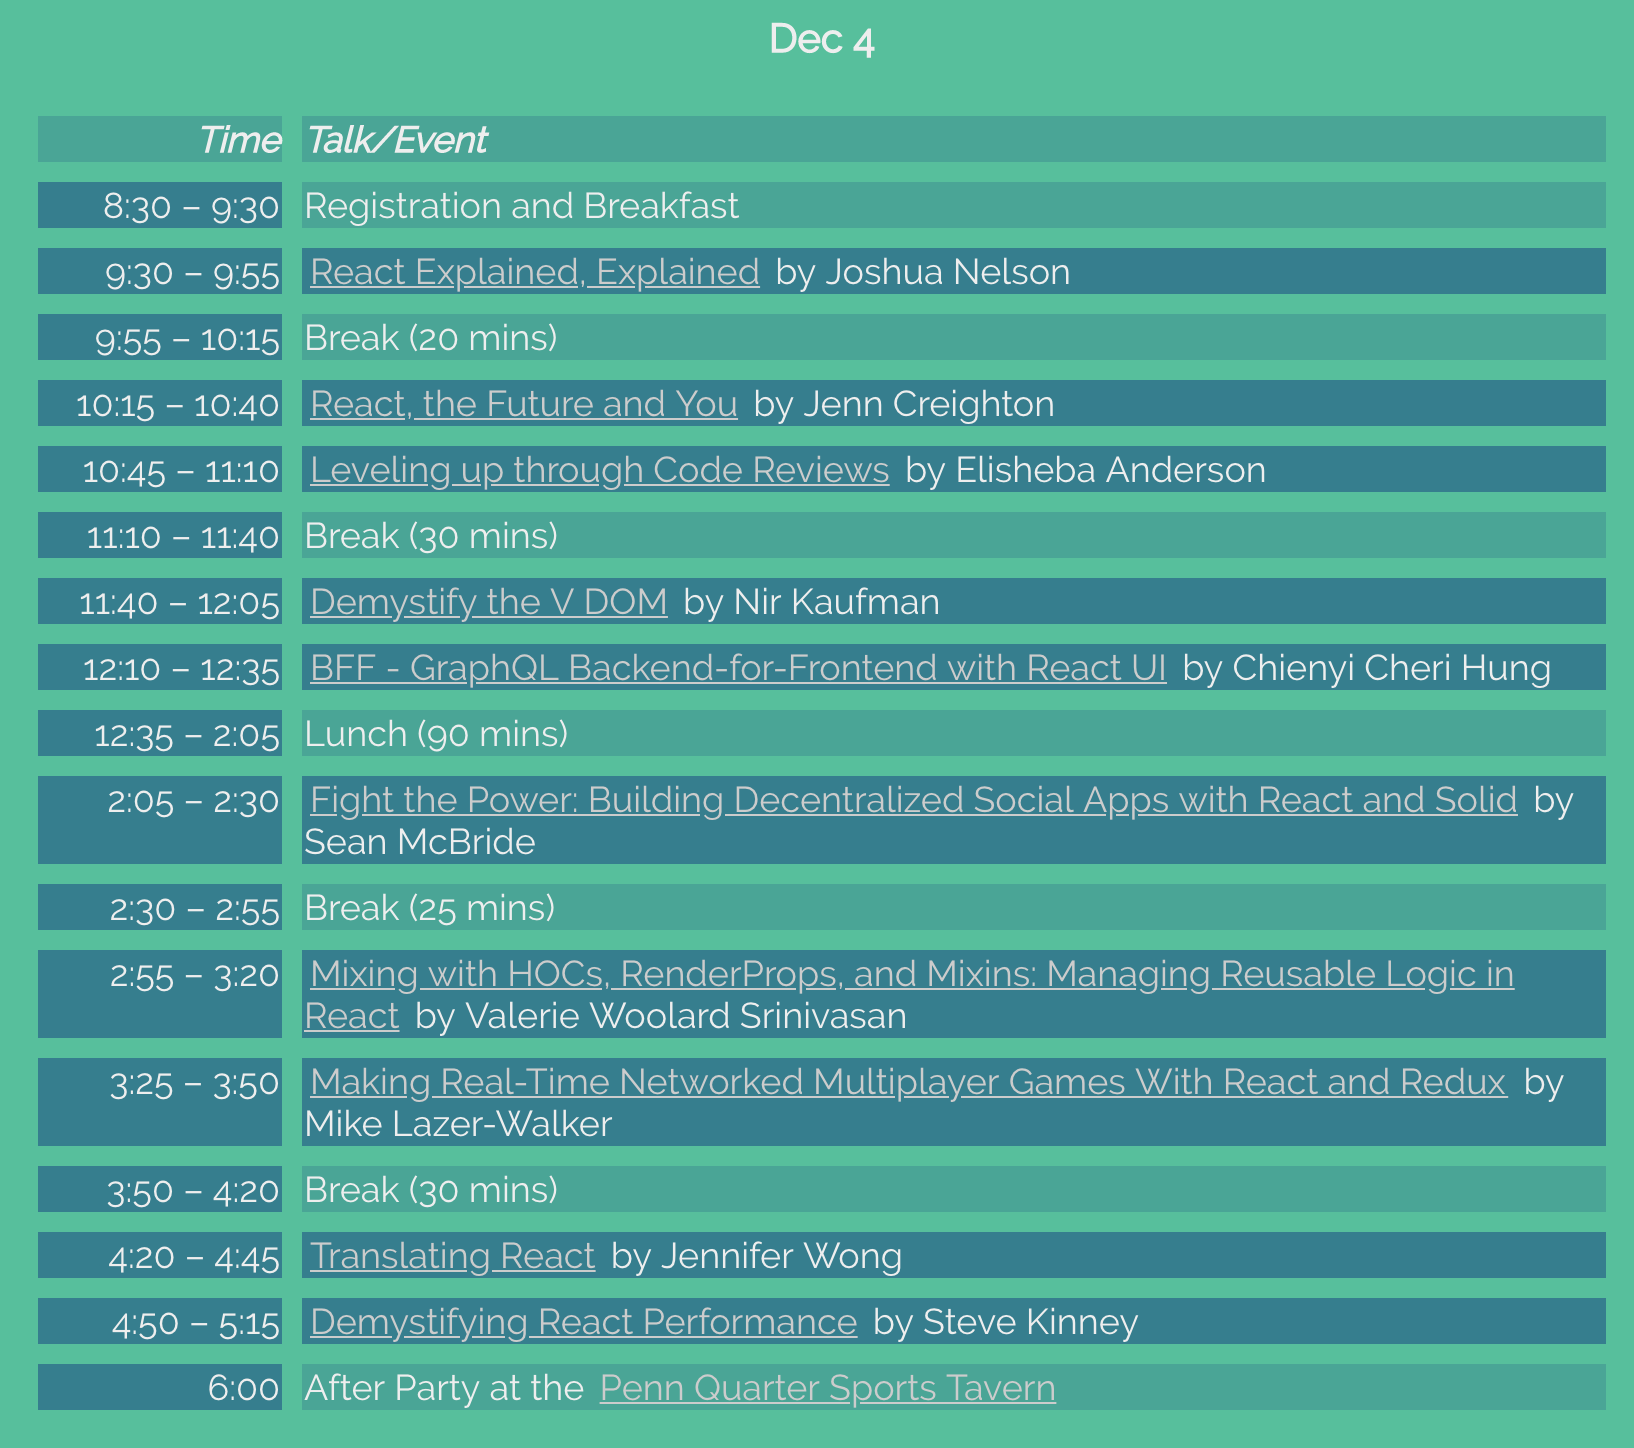 Dec 4
Time Talk/Event
8:30 – 9:30 Registration and Breakfast
9:30 – 9:55 React Explained, Explained by Joshua Nelson
9:55 – 10:15 Break (20 mins)
10:15 – 10:40 React, the Future and You by Jenn Creighton
10:45 – 11:10 Leveling up through Code Reviews by Elisheba Anderson
11:10 – 11:40 Break (30 mins)
11:40 – 12:05 Demystify the V DOM by Nir Kaufman
12:10 – 12:35 BFF - GraphQL Backend-for-Frontend with React UI by Chienyi Cheri Hung
12:35 – 2:05 Lunch (90 mins)
2:05 – 2:30 Fight the Power: Building Decentralized Social Apps with React and Solid by
Sean McBride
2:30 – 2:55 Break (25 mins)
2:55 – 3:20 Mixing with HOCs, RenderProps, and Mixins: Managing Reusable Logic in
React by Valerie Woolard Srinivasan
3:25 – 3:50 Making Real-Time Networked Multiplayer Games With React and Redux by
Mike Lazer-Walker
3:50 – 4:20 Break (30 mins)
4:20 – 4:45 Translating React by Jennifer Wong
4:50 – 5:15 Demystifying React Performance by Steve Kinney
6:00 After Party at the Penn Quarter Sports Tavern